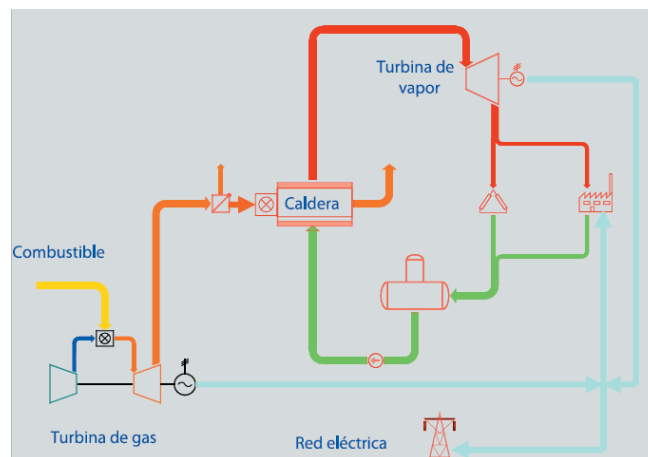 Turbina de
vapor
Caldera
Combustible
Turbina de gas
Red eléctrica